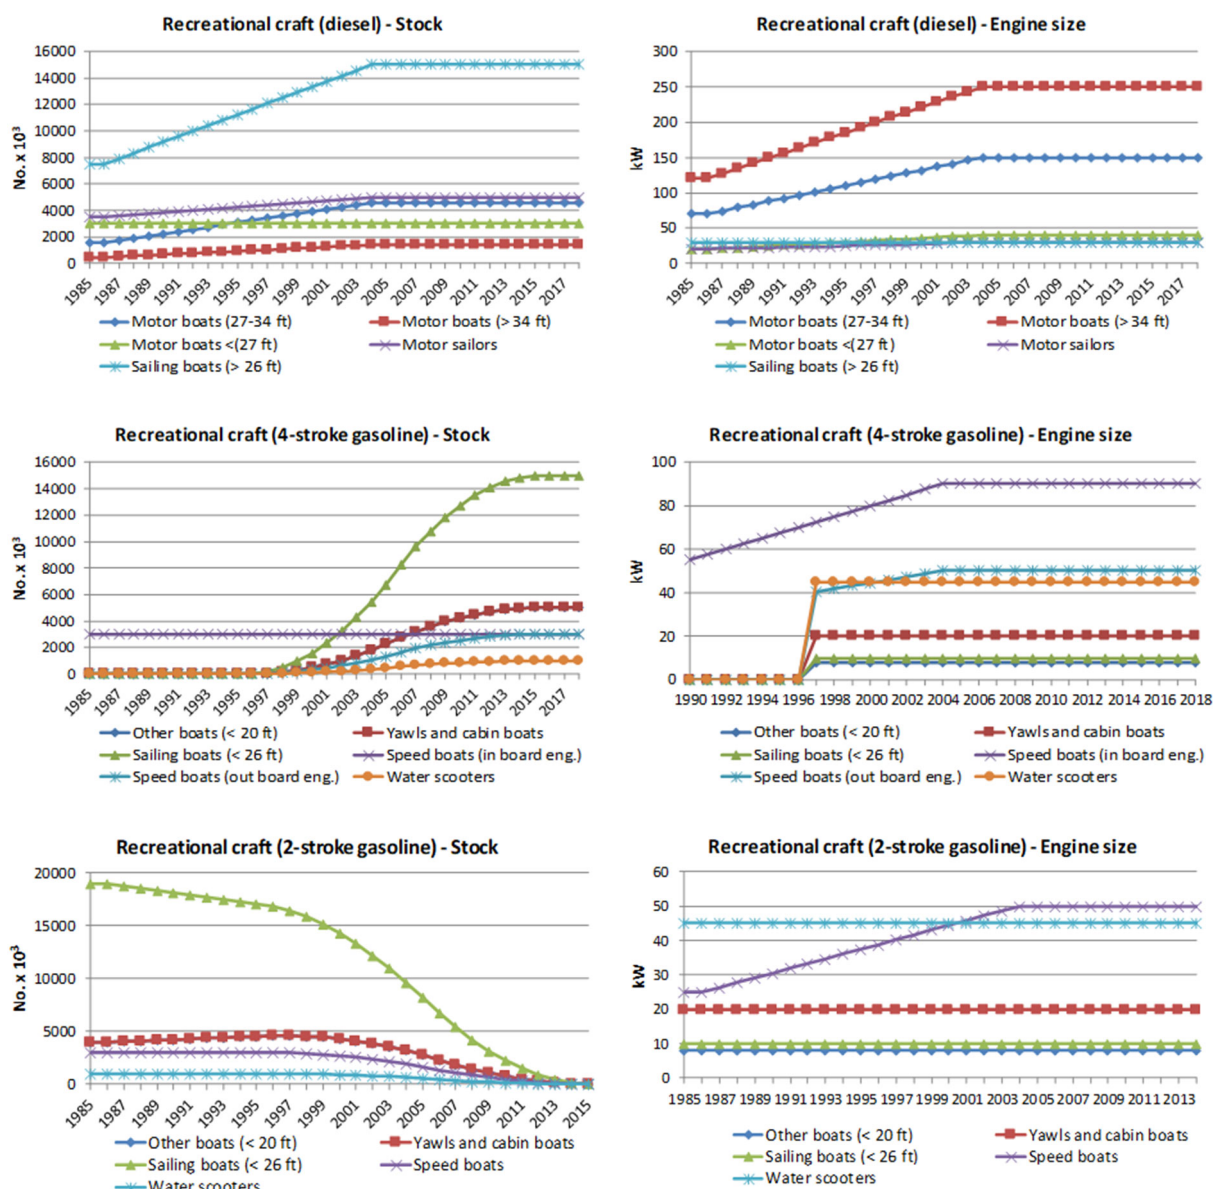 Recreational craft (diesel) - Stock
No. x 10³
16000
14000
12000
10000
8000
6000
4000
2000
0
1985 1987 1989 1991 1993 1995 1997 1999 2001 2003 2005 2007 2009 2011 2013 2015 2017
Motor boats (27-34 ft) Motor boats (> 34 ft)
Motor boats <(27 ft) Motor sailors
Sailing boats (> 26 ft)
Recreational craft (diesel) - Engine size
kW
300
250
200
150
100
50
0
1985 1987 1989 1991 1993 1995 1997 1999 2001 2003 2005 2007 2009 2011 2013 2015 2017
Motor boats (27-34 ft) Motor boats (> 34 ft)
Motor boats <(27 ft) Motor sailors
Sailing boats (> 26 ft)
Recreational craft (4-stroke gasoline) - Stock
No. x 10³
16000
14000
12000
10000
8000
6000
4000
2000
0
1985 1987 1989 1991 1993 1995 1997 1999 2001 2003 2005 2007 2009 2011 2013 2015 2017
Other boats (< 20 ft) Yawls and cabin boats
Sailing boats (< 26 ft) Speed boats (in board eng.)
Speed boats (out board eng.) Water scooters
Recreational craft (4-stroke gasoline) - Engine size
kW
100
80
60
40
20
0
1990 1992 1994 1996 1998 2000 2002 2004 2006 2008 2010 2012 2014 2016 2018
Other boats (< 20 ft) Yawls and cabin boats
Sailing boats (< 26 ft) Speed boats (in board eng.)
Speed boats (out board eng.) Water scooters
Recreational craft (2-stroke gasoline) - Stock
No. x 10³
20000
15000
10000
5000
0
1985 1987 1989 1991 1993 1995 1997 1999 2001 2003 2005 2007 2009 2011 2013 2015
Other boats (< 20 ft) Yawls and cabin boats
Sailing boats (< 26 ft) Speed boats
Water scooters
Recreational craft (2-stroke gasoline) - Engine size
kW
60
50
40
30
20
10
0
1985 1987 1989 1991 1993 1995 1997 1999 2001 2003 2005 2007 2009 2011 2013
Other boats (< 20 ft) Yawls and cabin boats
Sailing boats (< 26 ft) Speed boats
Water scooters